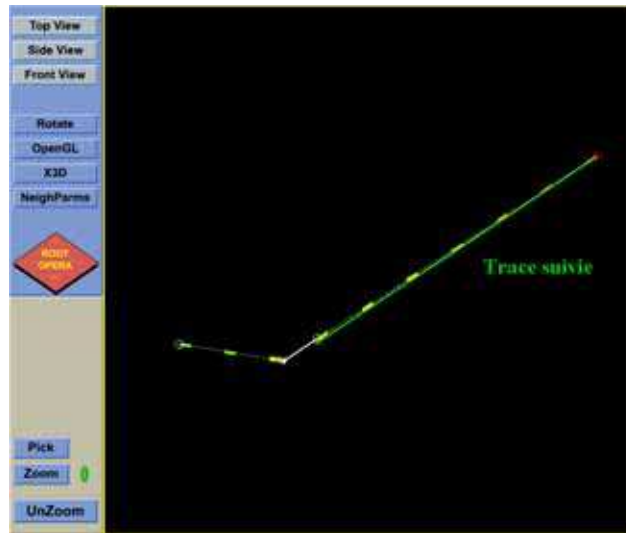 Top View
Side View
Front View
Rotate
OpenGL
X3D
NeighParms
ROOT
OPERA
Trace suivie
Pick
Zoom
UnZoom